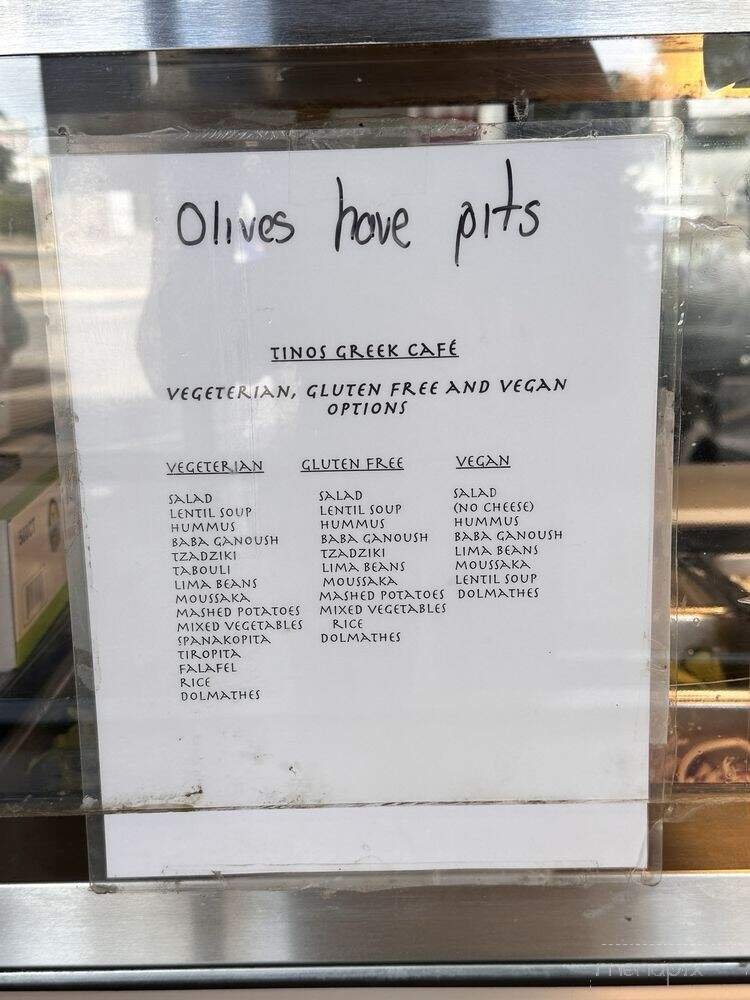 Olives have pits
TINOS GREEK CAFÉ
VEGETERIAN, GLUTEN FREE AND VEGAN
OPTIONS
VEGETERIAN
SALAD
LENTIL SOUP
HUMMUS
BABA GANOUSH
TZADZIKI
TABOULI
LIMA BEANS
MOUSSAKA
MASHED POTATOES
MIXED VEGETABLES
SPANAKOPITA
TIROPITA
FALAFEL
RICE
DOLMATHES
GLUTEN FREE
SALAD
LENTIL SOUP
HUMMUS
BABA GANOUSH
TZADZIKI
LIMA BEANS
MOUSSAKA
MASHED POTATOES
MIXED VEGETABLES
RICE
DOLMATHES
VEGAN
SALAD
(NO CHEESE)
HUMMUS
BABA GANOUSH
LIMA BEANS
MOUSSAKA
LENTIL SOUP
DOLMATHES
menupix